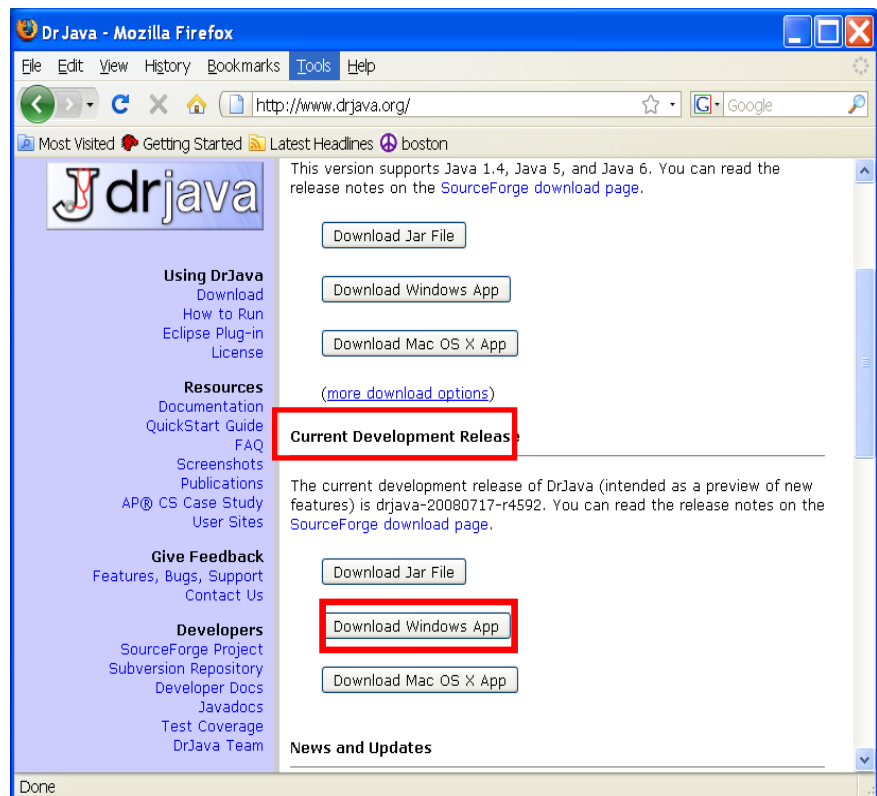 DrJava - Mozilla Firefox
File Edit View History Bookmarks Tools Help
http://www.drjava.org/
G Google
Most Visited Getting Started Latest Headlines boston
J drjava
Using DrJava
Download
How to Run
Eclipse Plug-in
License
Resources
Documentation
QuickStart Guide
FAQ
Screenshots
Publications
AP® CS Case Study
User Sites
Give Feedback
Features, Bugs, Support
Contact Us
Developers
SourceForge Project
Subversion Repository
Developer Docs
Javadocs
Test Coverage
DrJava Team
This version supports Java 1.4, Java 5, and Java 6. You can read the
release notes on the SourceForge download page.
Download Jar File
Download Windows App
Download Mac OS X App
(more download options)
Current Development Release
The current development release of DrJava (intended as a preview of new
features) is drjava-20080717-r4592. You can read the release notes on the
SourceForge download page.
Download Jar File
Download Windows App
Download Mac OS X App
News and Updates
Done